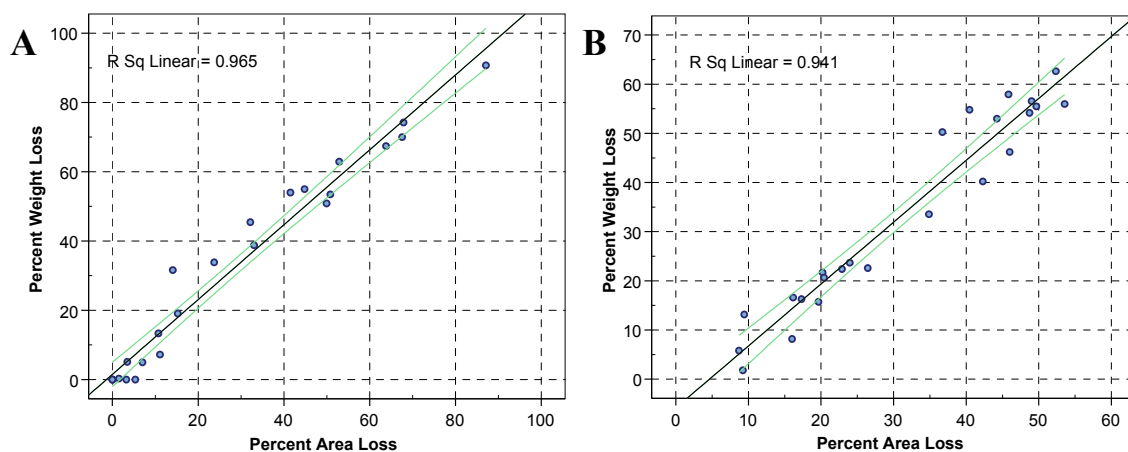 A
R Sq Linear = 0.965
Percent Weight Loss
100
80
60
40
20
0
0 20 40 60 80 100
Percent Area Loss
B
R Sq Linear = 0.941
Percent Weight Loss
70
60
50
40
30
20
10
0
0 10 20 30 40 50 60
Percent Area Loss